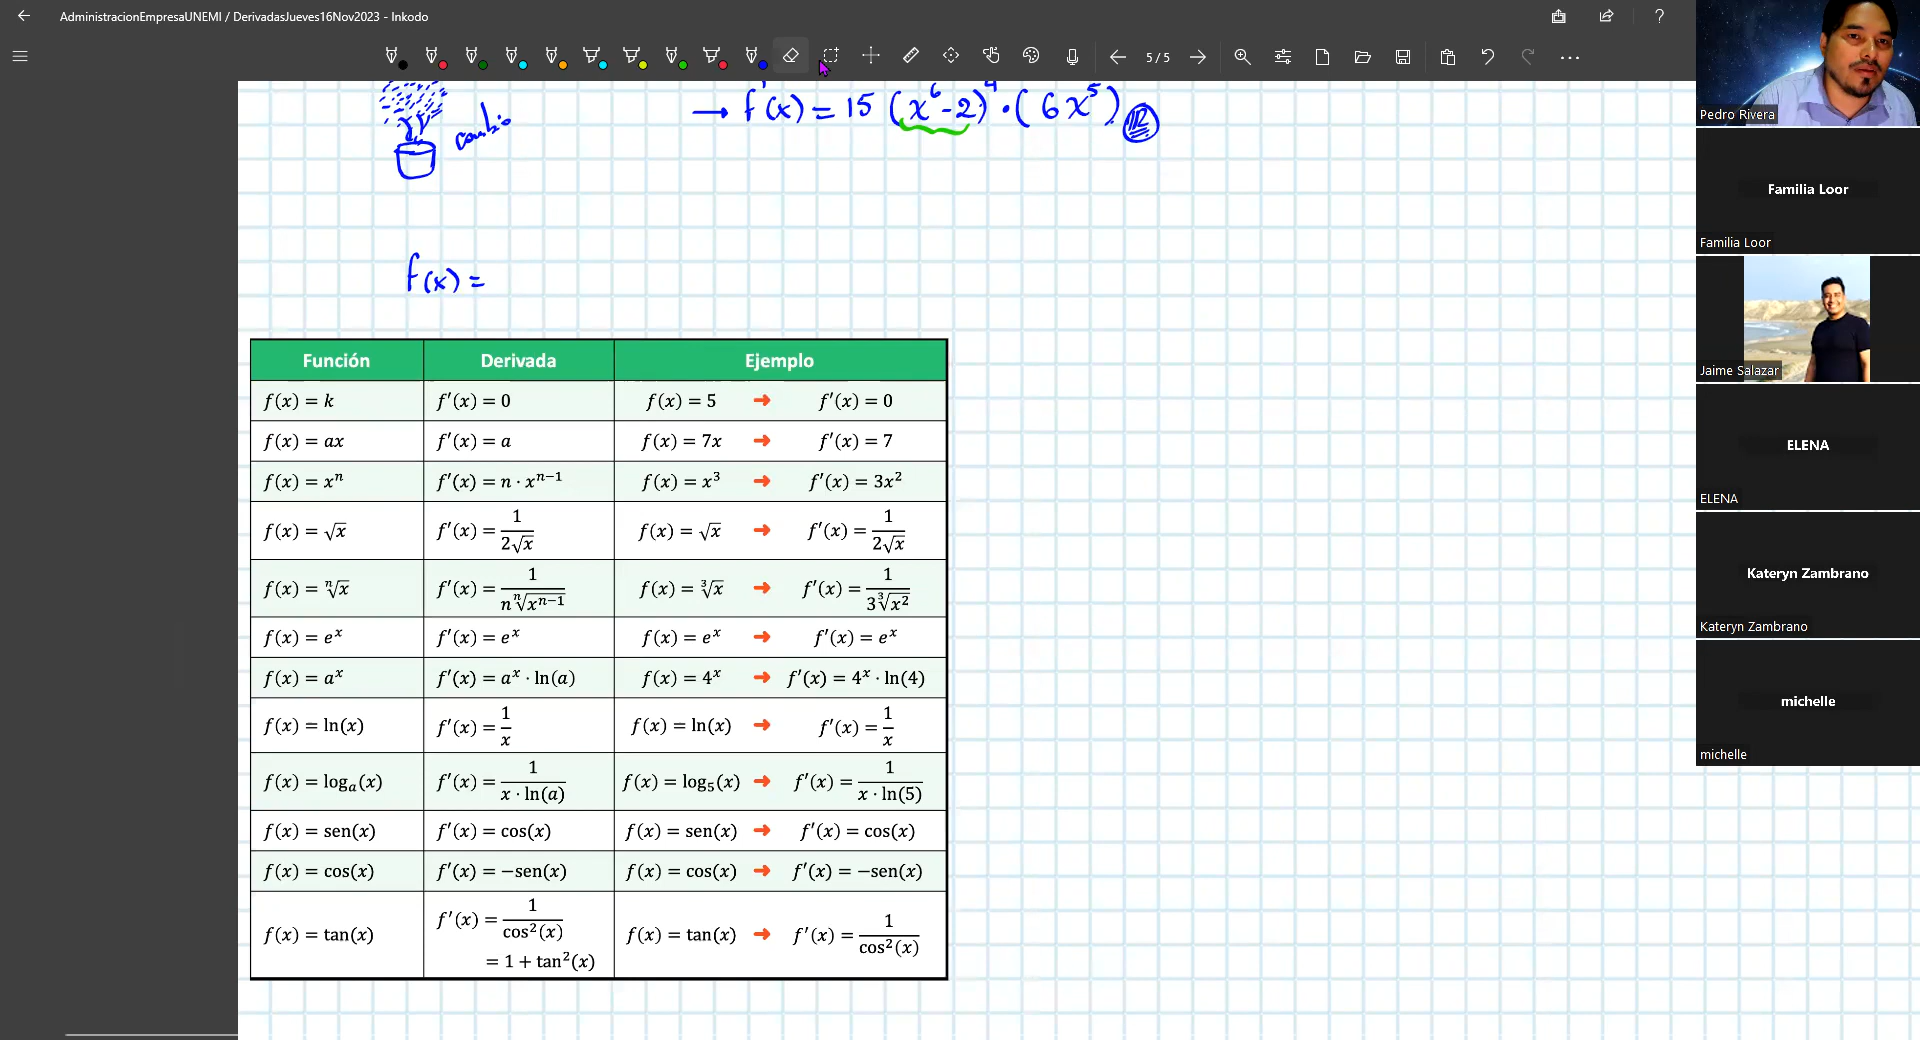 AdministracionEmpresaUNEMI / DerivadasJueves16Nov2023 - Inkodo
5/5
cambio
→ f'(x) = 15 (x⁶-2)⁴ · (6x⁵)
f(x) =
Función Derivada Ejemplo
f(x) = k f'(x) = 0 f(x) = 5 → f'(x) = 0
f(x) = ax f'(x) = a f(x) = 7x → f'(x) = 7
f(x) = xⁿ f'(x) = n · xⁿ⁻¹ f(x) = x³ → f'(x) = 3x²
f(x) = √x f'(x) = 1/(2√x) f(x) = √x → f'(x) = 1/(2√x)
f(x) = ⁿ√x f'(x) = 1/(n ⁿ√xⁿ⁻¹) f(x) = ³√x → f'(x) = 1/(3 ³√x²)
f(x) = eˣ f'(x) = eˣ f(x) = eˣ → f'(x) = eˣ
f(x) = aˣ f'(x) = aˣ · ln(a) f(x) = 4ˣ → f'(x) = 4ˣ · ln(4)
f(x) = ln(x) f'(x) = 1/x f(x) = ln(x) → f'(x) = 1/x
f(x) = logₐ(x) f'(x) = 1/(x · ln(a)) f(x) = log₅(x) → f'(x) = 1/(x · ln(5))
f(x) = sen(x) f'(x) = cos(x) f(x) = sen(x) → f'(x) = cos(x)
f(x) = cos(x) f'(x) = −sen(x) f(x) = cos(x) → f'(x) = −sen(x)
f(x) = tan(x) f'(x) = 1/cos²(x) = 1 + tan²(x) f(x) = tan(x) → f'(x) = 1/cos²(x)
Pedro Rivera
Familia Loor
Familia Loor
Jaime Salazar
ELENA
ELENA
Kateryn Zambrano
Kateryn Zambrano
michelle
michelle